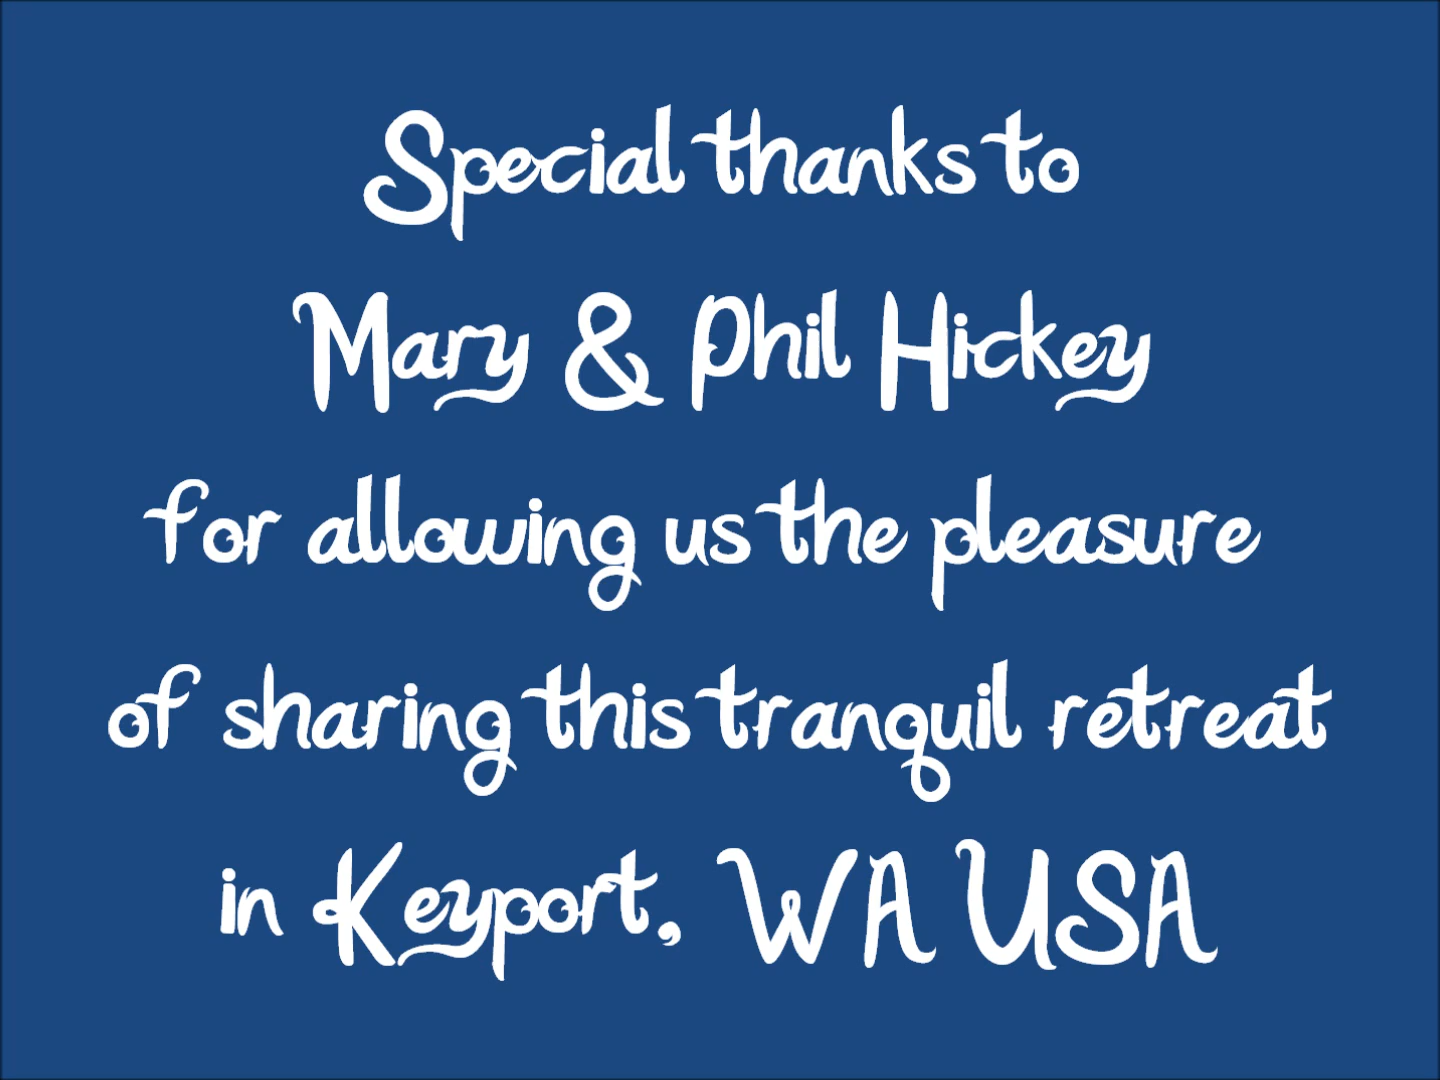 Special thanks to
Mary & Phil Hickey
for allowing us the pleasure
of sharing this tranquil retreat
in Keyport, WA USA